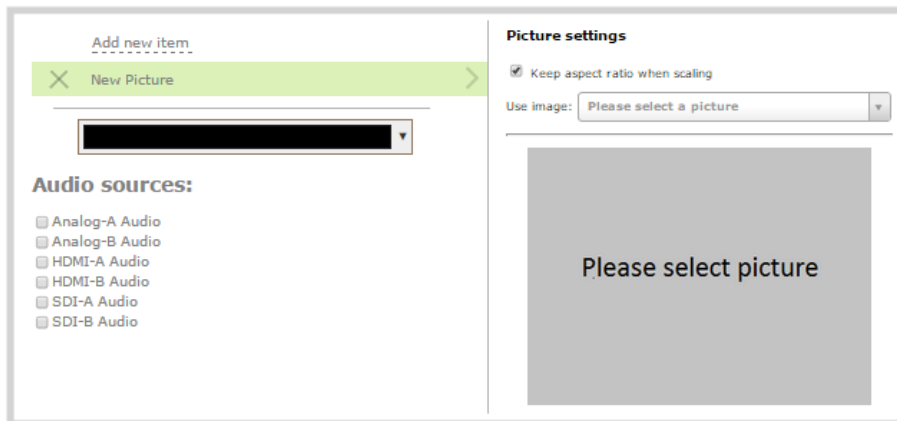 Add new item
New Picture
Audio sources:
Analog-A Audio
Analog-B Audio
HDMI-A Audio
HDMI-B Audio
SDI-A Audio
SDI-B Audio
Picture settings
Keep aspect ratio when scaling
Use image: Please select a picture
Please select picture